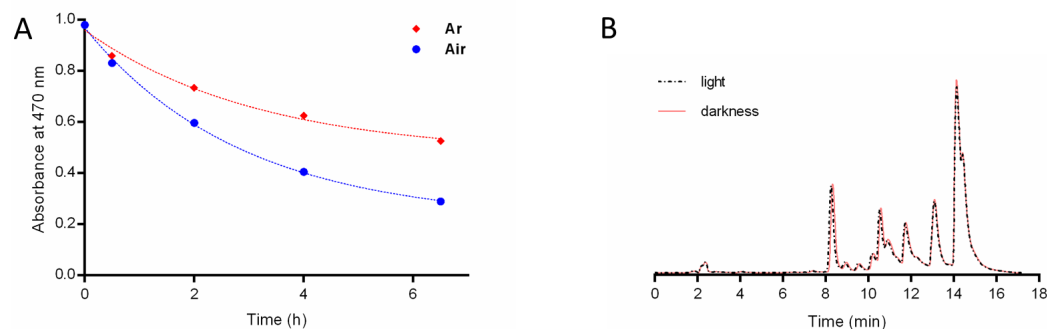 A
Absorbance at 470 nm
1.0
0.8
0.6
0.4
0.2
0.0
0 2 4 6
Time (h)
Ar
Air
B
light
darkness
0 2 4 6 8 10 12 14 16 18
Time (min)